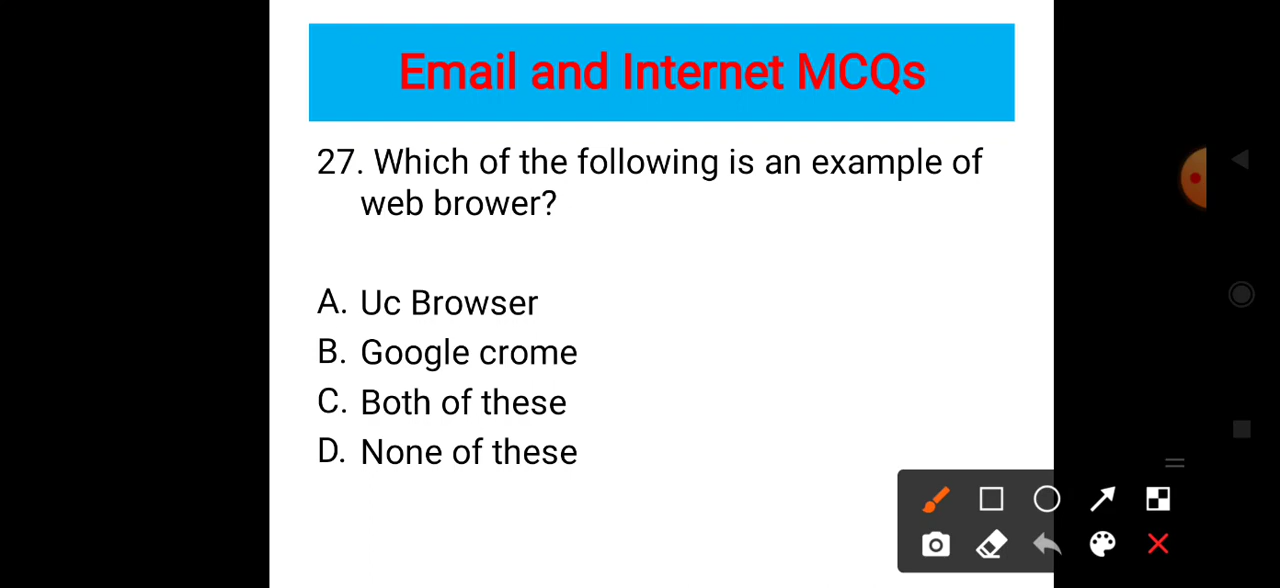 Email and Internet MCQs
27. Which of the following is an example of
web brower?
A. Uc Browser
B. Google crome
C. Both of these
D. None of these